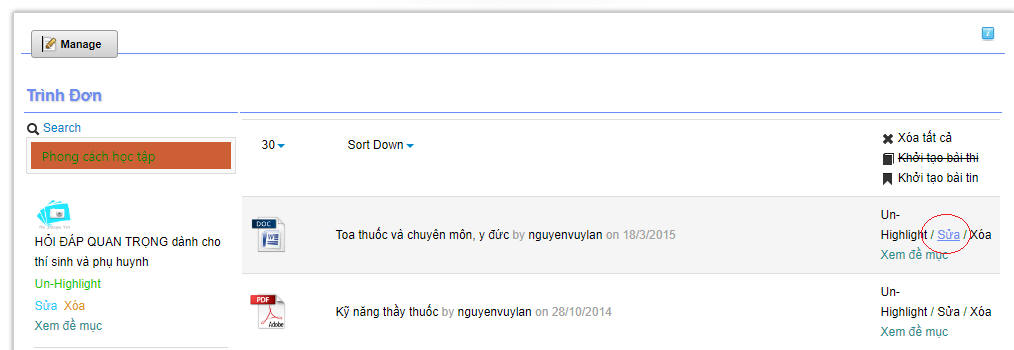 Manage
Trình Đơn
Search
Phong cách học tập
HỎI ĐÁP QUAN TRỌNG dành cho
thí sinh và phụ huynh
Un-Highlight
Sửa Xóa
Xem đề mục
30
Sort Down
Xóa tất cả
Khởi tạo bài thi
Khởi tạo bài tin
DOC
Toa thuốc và chuyên môn, y đức by nguyenvuylan on 18/3/2015
Un-
Highlight / Sửa / Xóa
Xem đề mục
PDF
Adobe
Kỹ năng thầy thuốc by nguyenvuylan on 28/10/2014
Un-
Highlight / Sửa / Xóa
Xem đề mục